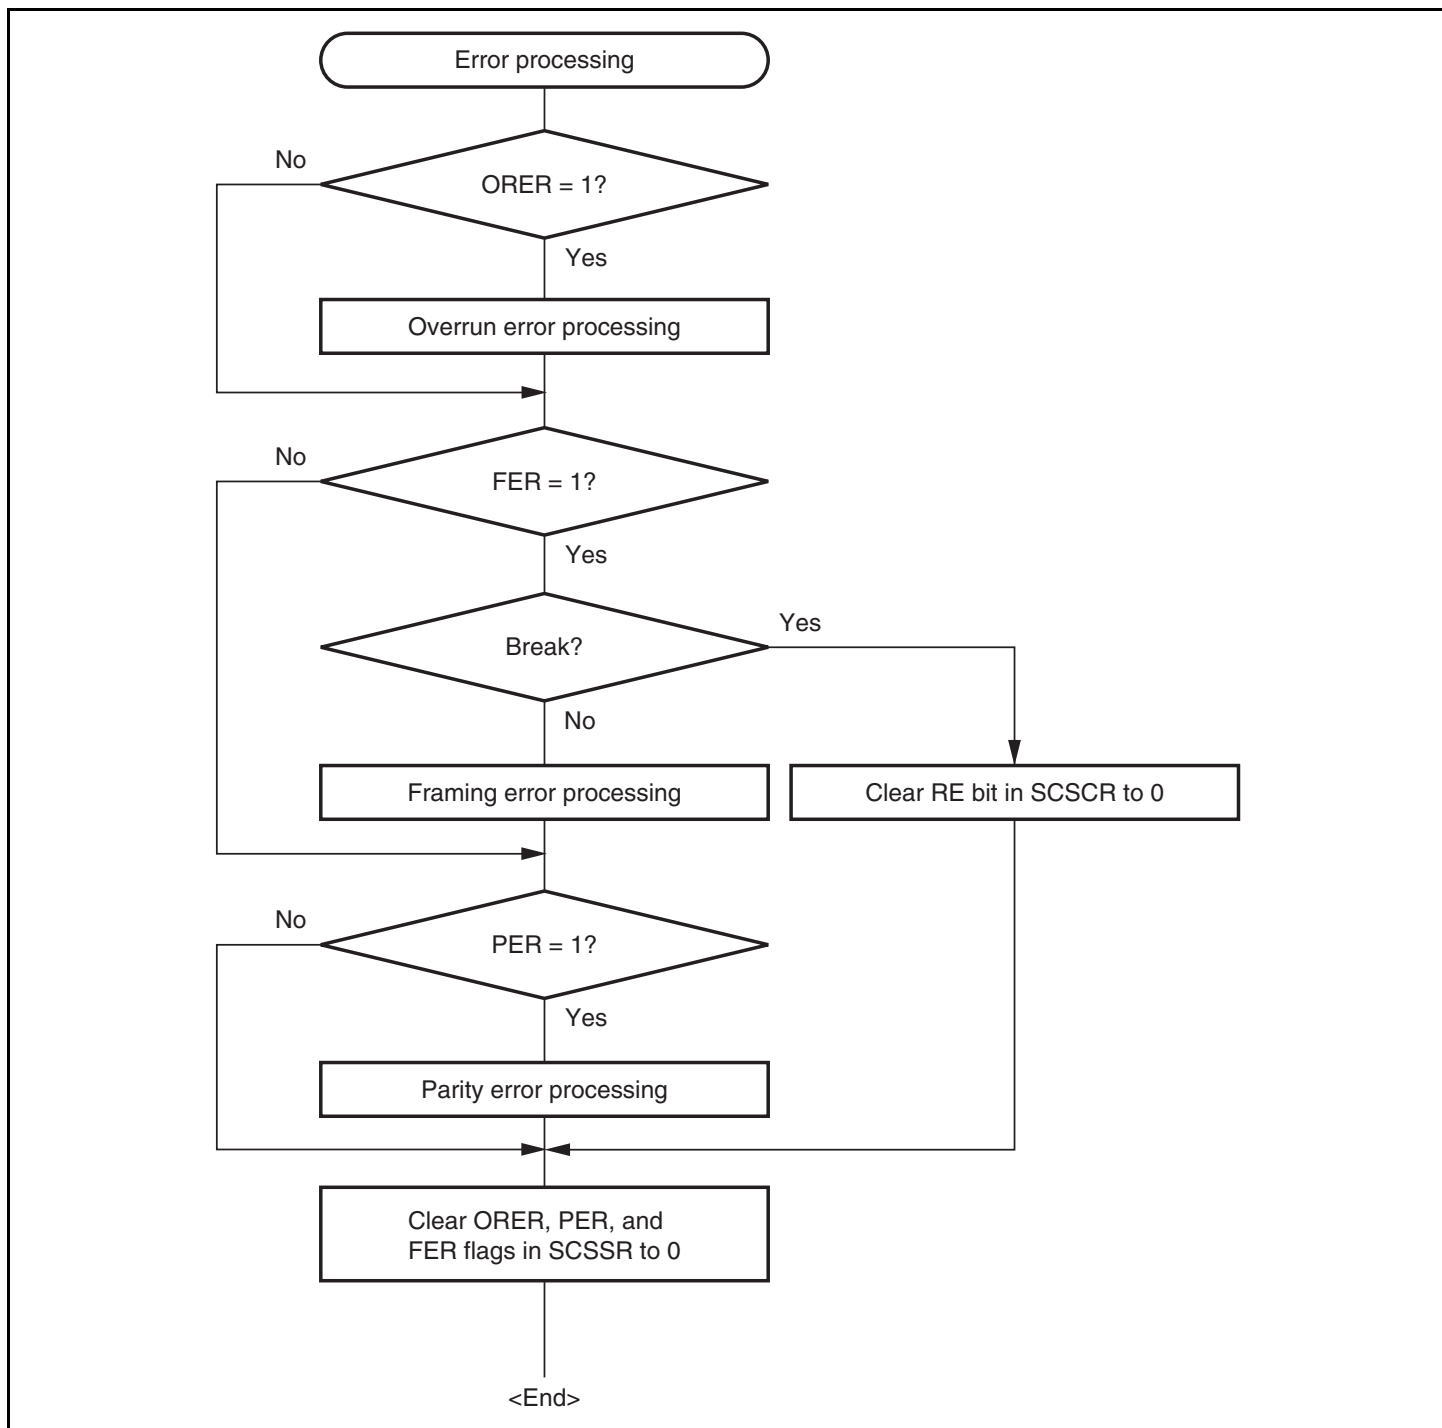 Error processing
No
ORER = 1?
Yes
Overrun error processing
No
FER = 1?
Yes
Break?
Yes
No
Framing error processing
Clear RE bit in SCSCR to 0
No
PER = 1?
Yes
Parity error processing
Clear ORER, PER, and
FER flags in SCSSR to 0
<End>